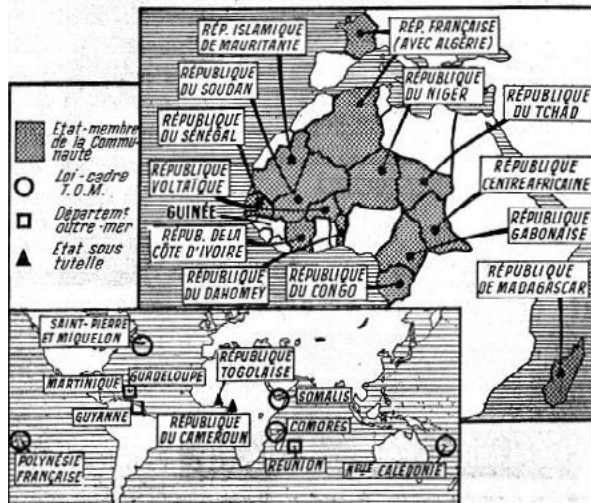 RÉP. ISLAMIQUE
DE MAURITANIE
RÉP. FRANÇAISE
(AVEC ALGÉRIE)
RÉPUBLIQUE
DU SOUDAN
RÉPUBLIQUE
DU NIGER
RÉPUBLIQUE
DU TCHAD
RÉPUBLIQUE
DU SÉNÉGAL
RÉPUBLIQUE
VOLTAÏQUE
RÉPUBLIQUE
CENTREAFRICAINE
GUINÉE
RÉPUBLIQUE
GABONAISE
RÉPUB. DE LA
CÔTE D'IVOIRE
RÉPUBLIQUE
DU DAHOMEY
RÉPUBLIQUE
DU CONGO
RÉPUBLIQUE
DE MADAGASCAR
Etat-membre
de la Commu-
nauté
Loi-cadre
T.O.M.
Départemt
outre-mer
Etat sous
tutelle
SAINT-PIERRE
ET MIQUELON
MARTINIQUE
GUADELOUPE
RÉPUBLIQUE
TOGOLAISE
GUYANNE
RÉPUBLIQUE
DU CAMEROUN
SOMALIS
COMORES
POLYNÉSIE
FRANÇAISE
RÉUNION
Nelle CALÉDONIE